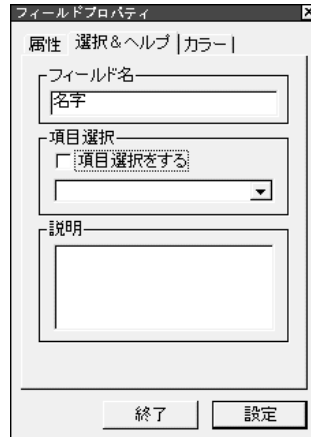 フィールドプロパティ
属性 選択＆ヘルプ カラー
フィールド名
名字
項目選択
項目選択をする
説明
終了 設定